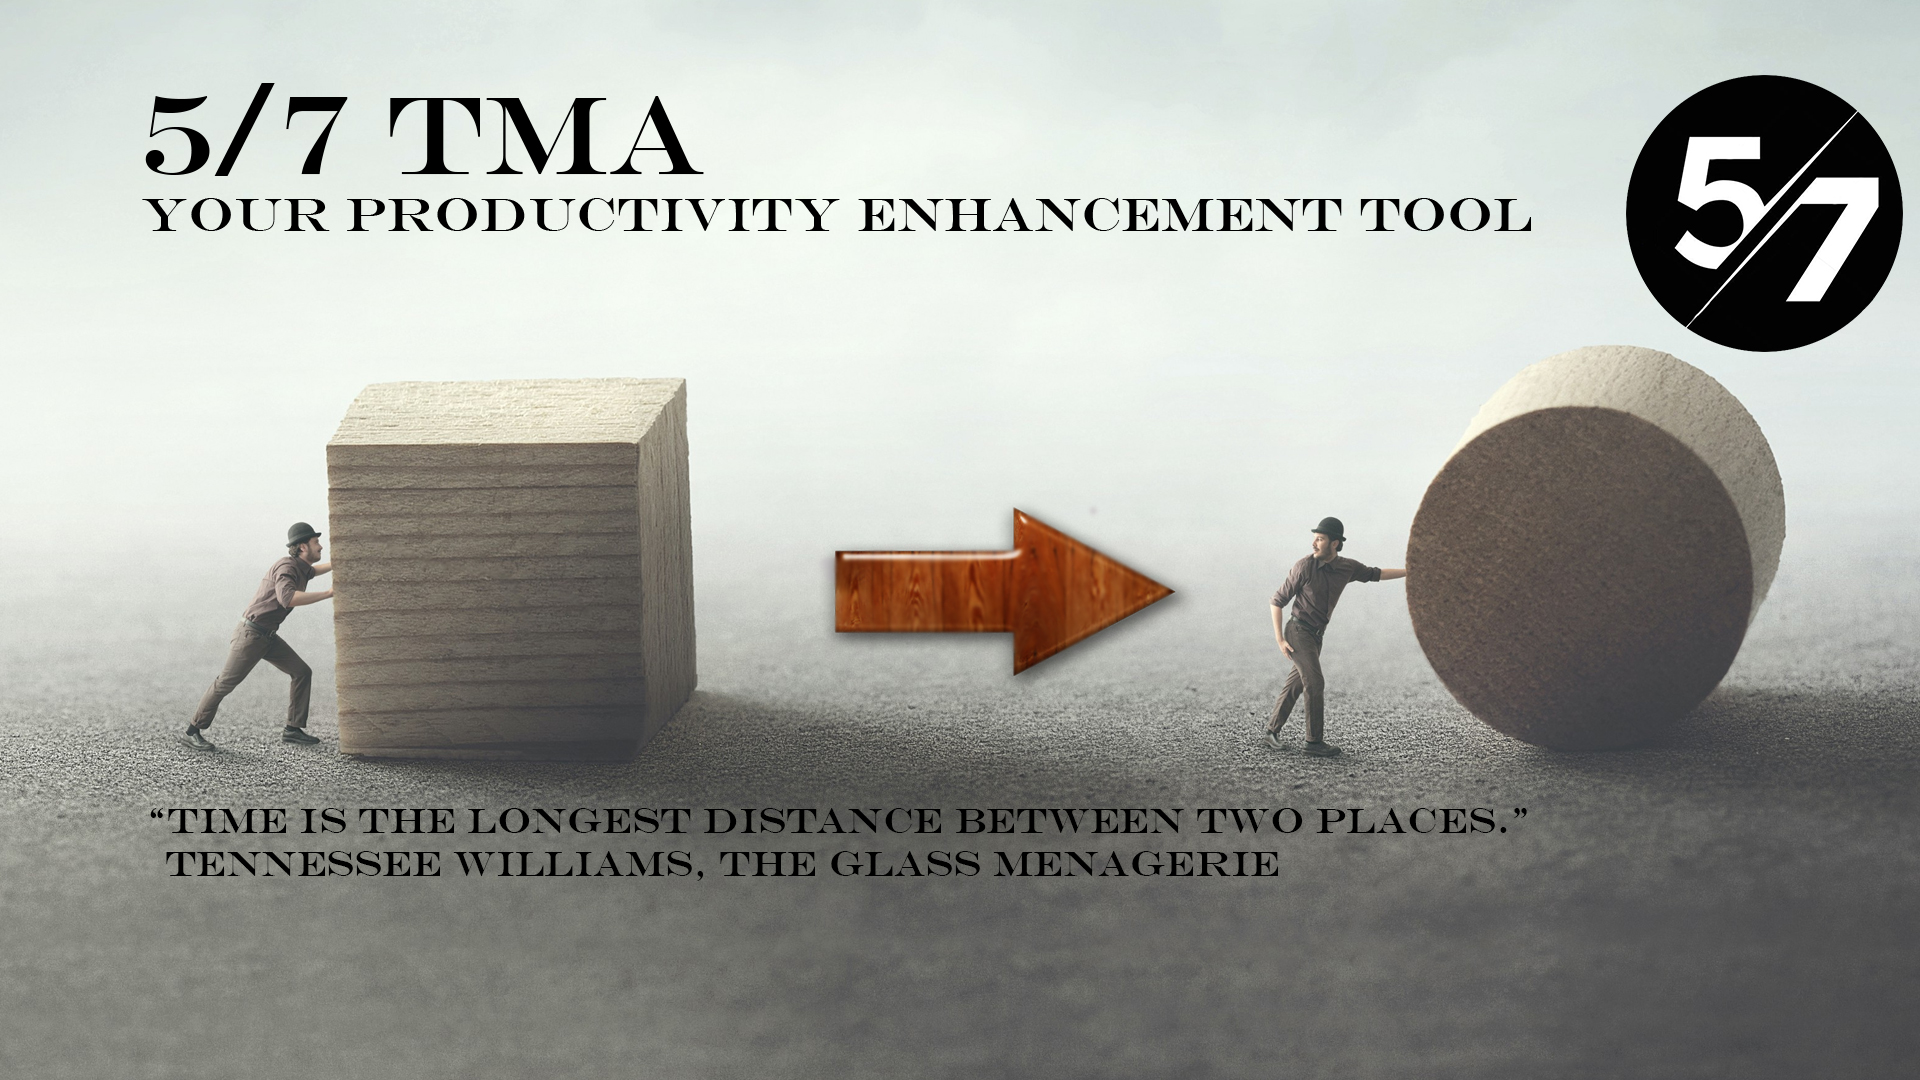 5/7 TMA
YOUR PRODUCTIVITY ENHANCEMENT TOOL
5/7
“TIME IS THE LONGEST DISTANCE BETWEEN TWO PLACES.”
TENNESSEE WILLIAMS, THE GLASS MENAGERIE